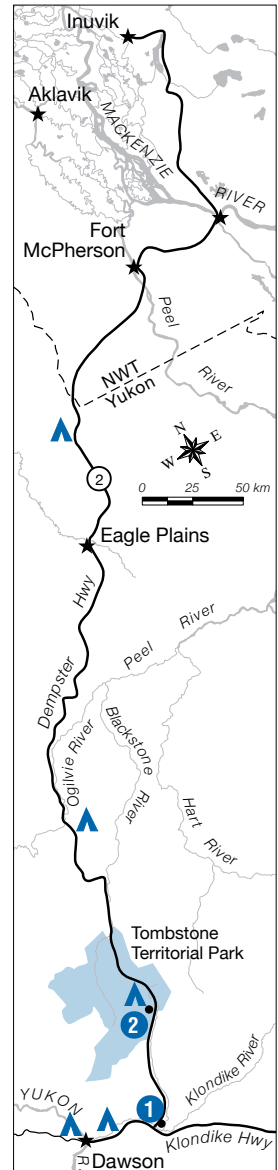 Inuvik
Aklavik
MACKENZIE
RIVER
Fort
McPherson
Peel
River
NWT
Yukon
N
E
W
S
2
0 25 50 km
Eagle Plains
Dempster Hwy
Peel River
Ogilvie River
Blackstone River
Hart River
Tombstone
Territorial Park
2
Klondike River
1
YUKON R
Klondike Hwy
Dawson